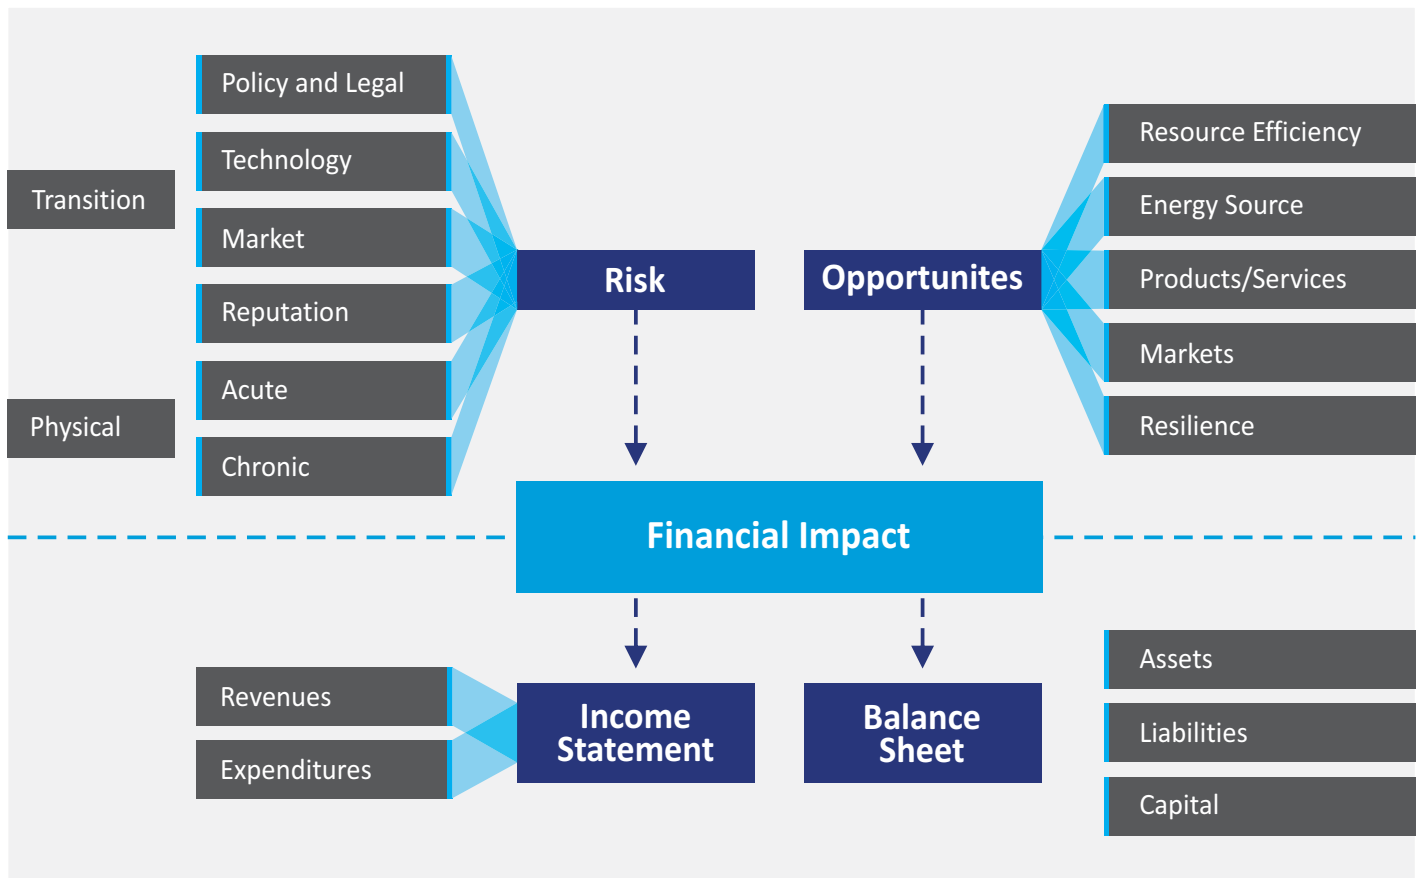 Transition
Physical
Policy and Legal
Technology
Market
Reputation
Acute
Chronic
Risk
Opportunites
Resource Efficiency
Energy Source
Products/Services
Markets
Resilience
Financial Impact
Revenues
Expenditures
Income
Statement
Balance
Sheet
Assets
Liabilities
Capital